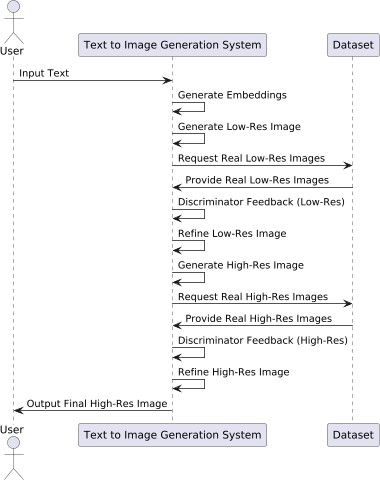 User
Text to Image Generation System
Dataset
Input Text
Generate Embeddings
Generate Low-Res Image
Request Real Low-Res Images
Provide Real Low-Res Images
Discriminator Feedback (Low-Res)
Refine Low-Res Image
Generate High-Res Image
Request Real High-Res Images
Provide Real High-Res Images
Discriminator Feedback (High-Res)
Refine High-Res Image
Output Final High-Res Image
User
Text to Image Generation System
Dataset